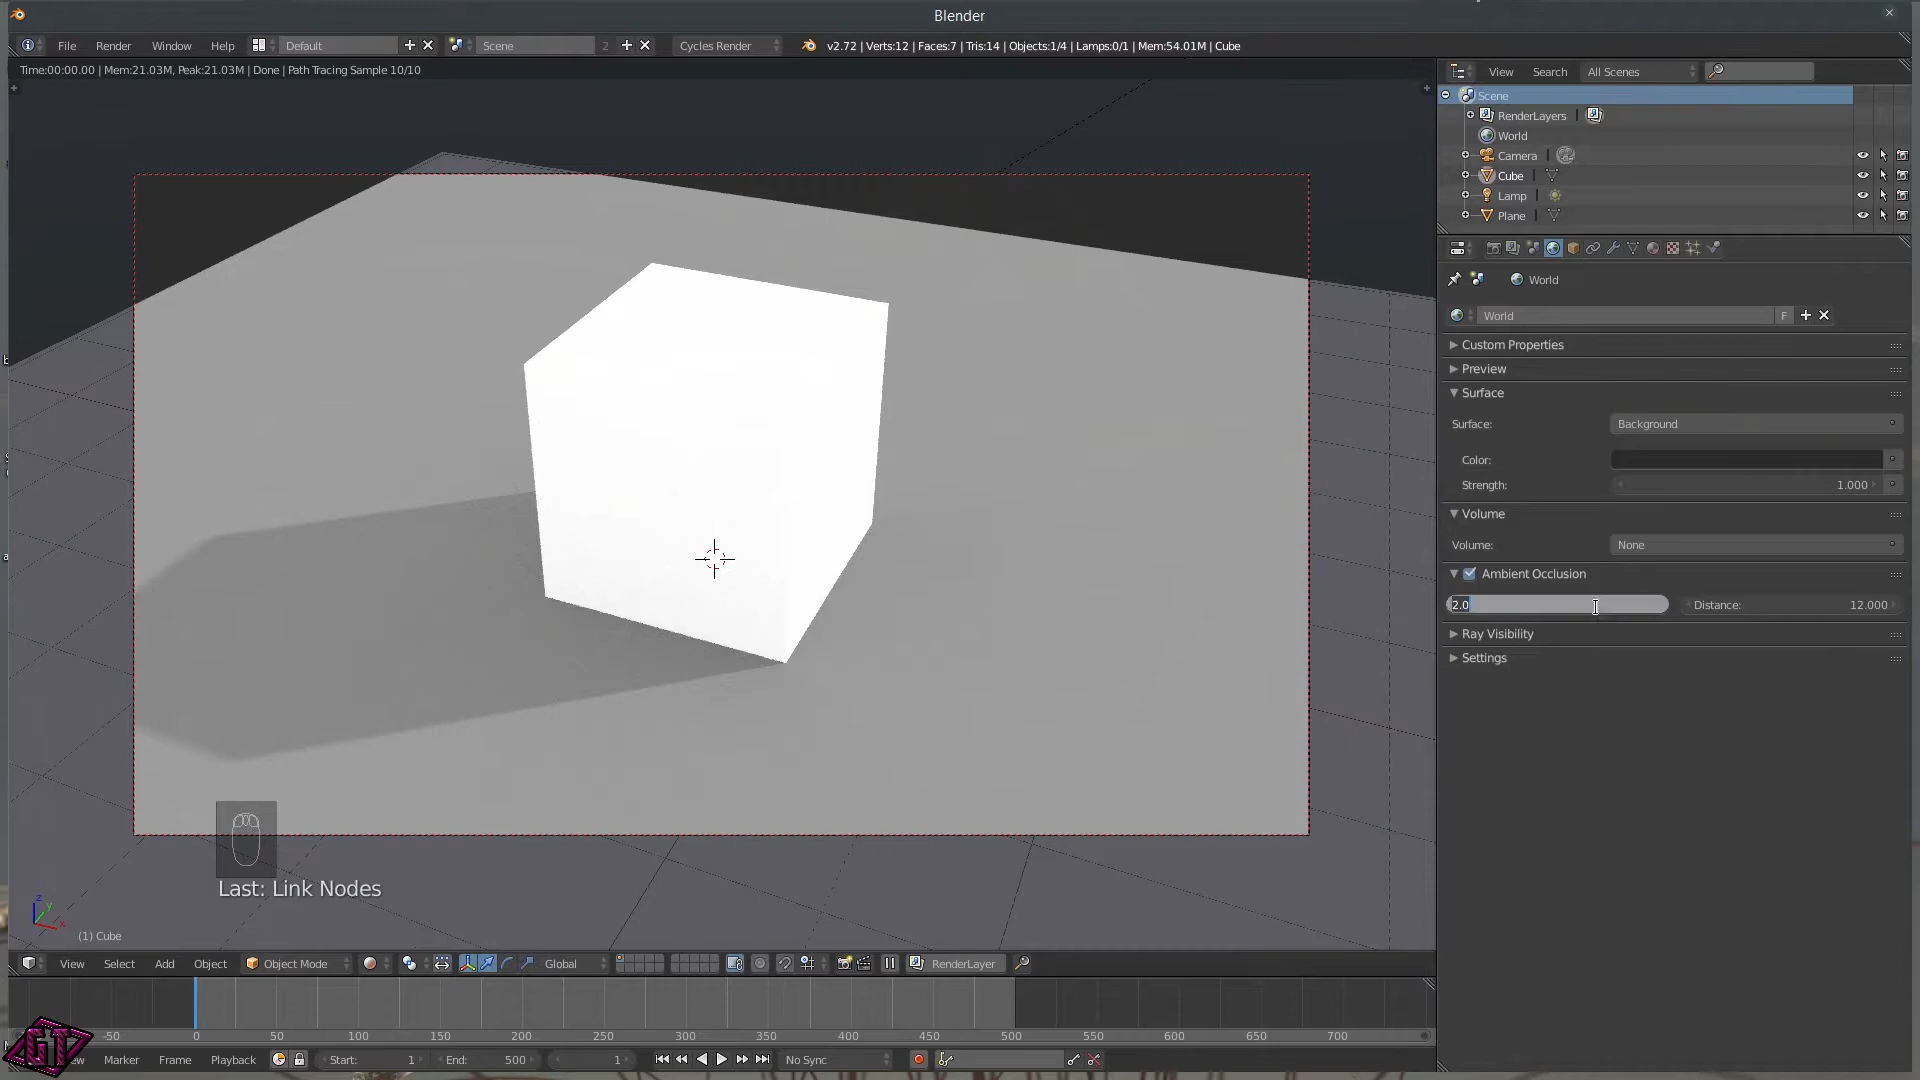 Blender
File Render Window Help Default Scene 2 Cycles Render v2.72 | Verts:12 | Faces:7 | Tris:14 | Objects:1/4 | Lamps:0/1 | Mem:54.01M | Cube
Time:00:00.00 | Mem:21.03M, Peak:21.03M | Done | Path Tracing Sample 10/10
View Search All Scenes
Scene
RenderLayers
World
Camera
Cube
Lamp
Plane
World
World F
Custom Properties
Preview
Surface
Surface: Background
Color:
Strength: 1.000
Volume
Volume: None
Ambient Occlusion
2.0 Distance: 12.000
Ray Visibility
Settings
Last: Link Nodes
z
y
x
(1) Cube
View Select Add Object Object Mode Global RenderLayer
-50 0 50 100 150 200 250 300 350 400 450 500 550 600 650 700
GT
Marker Frame Playback Start: 1 End: 500 1 No Sync